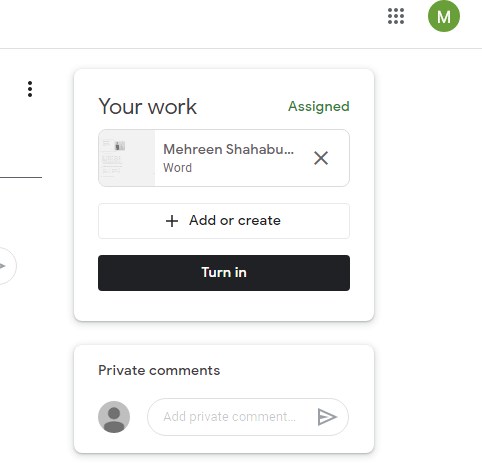 M
Your work
Assigned
Mehreen Shahabu...
Word
Add or create
Turn in
Private comments
Add private comment...